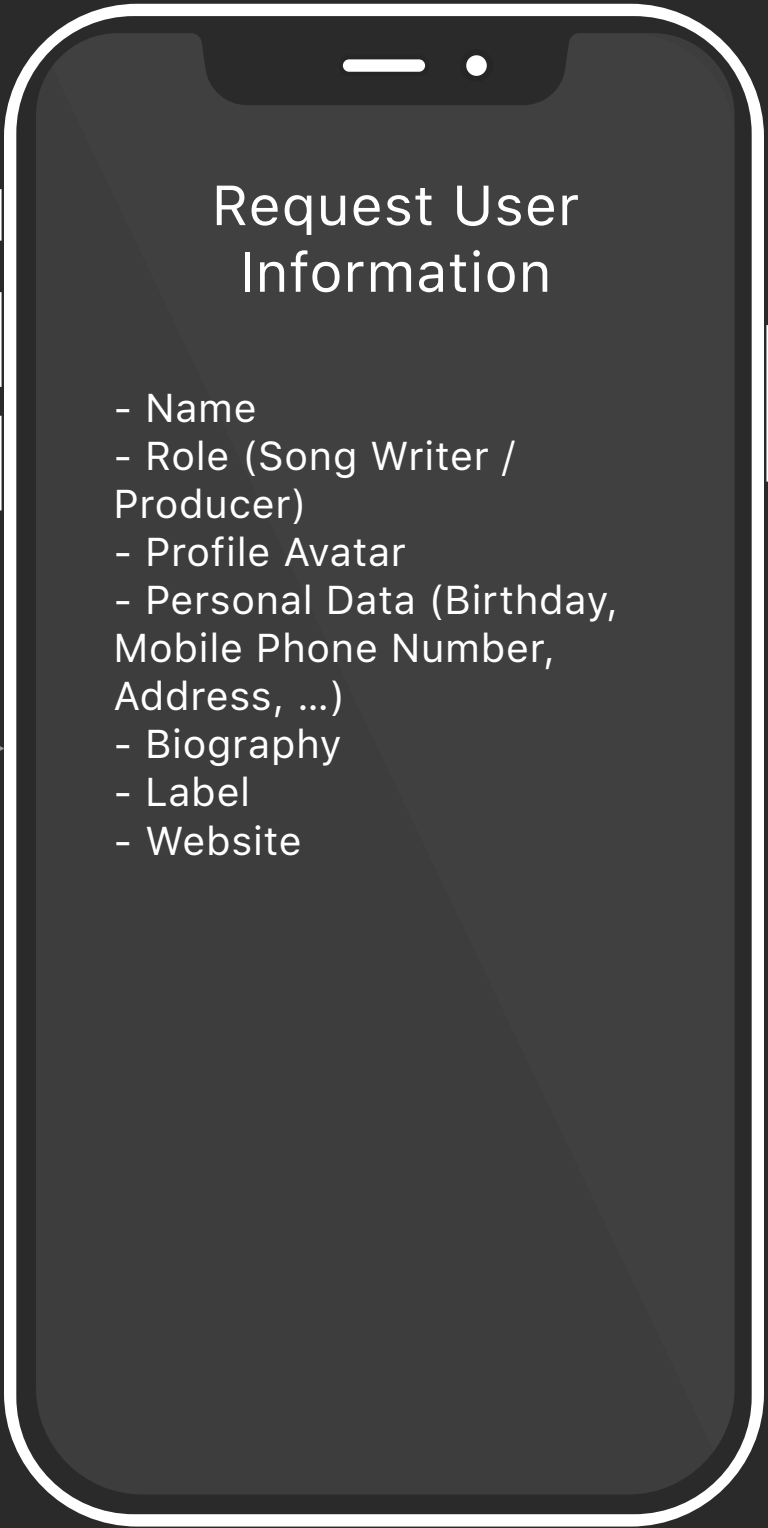 Request User
Information
- Name
- Role (Song Writer /
Producer)
- Profile Avatar
- Personal Data (Birthday,
Mobile Phone Number,
Address, ...)
- Biography
- Label
- Website